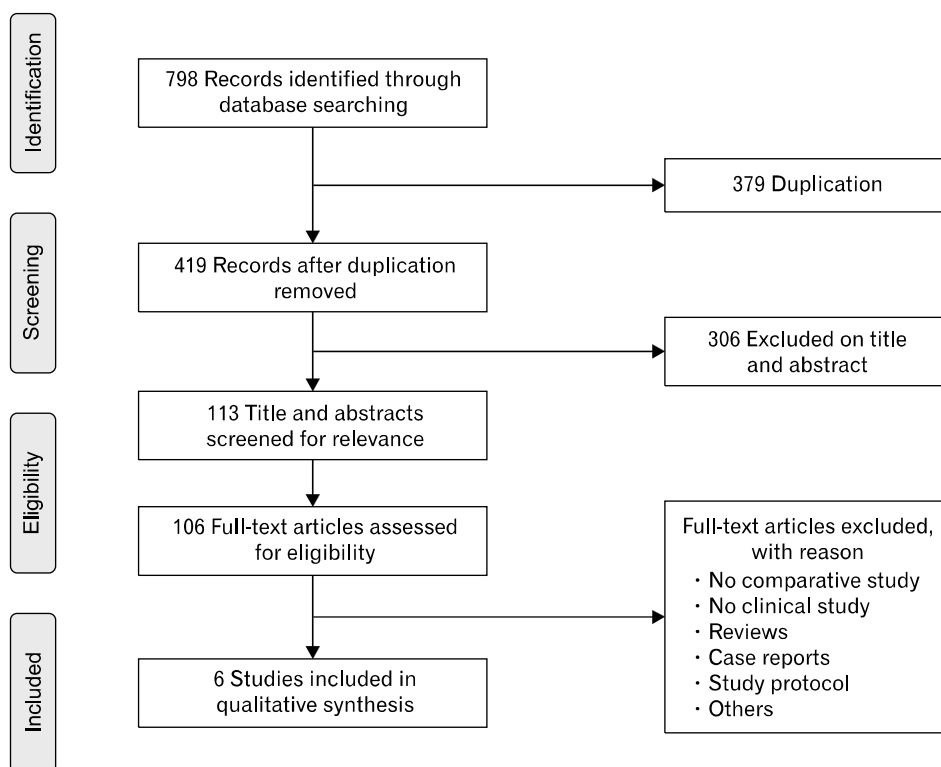 Identification
798 Records identified through
database searching
379 Duplication
Screening
419 Records after duplication
removed
306 Excluded on title
and abstract
113 Title and abstracts
screened for relevance
Eligibility
106 Full-text articles assessed
for eligibility
Full-text articles excluded,
with reason
· No comparative study
· No clinical study
· Reviews
· Case reports
· Study protocol
· Others
Included
6 Studies included in
qualitative synthesis